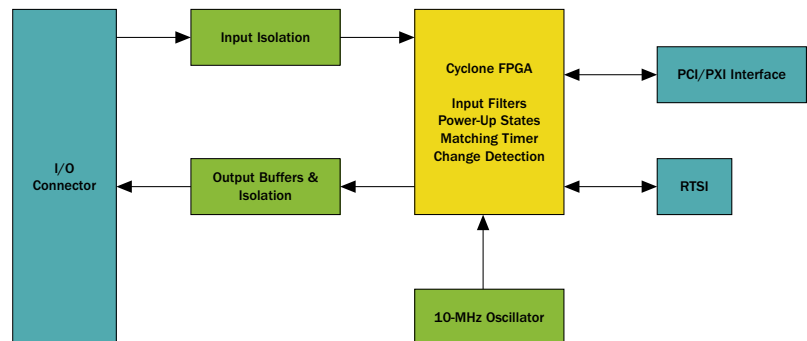 Input Isolation
Cyclone FPGA
Input Filters
Power-Up States
Matching Timer
Change Detection
PCI/PXI Interface
I/O
Connector
Output Buffers &
Isolation
RTSI
10-MHz Oscillator